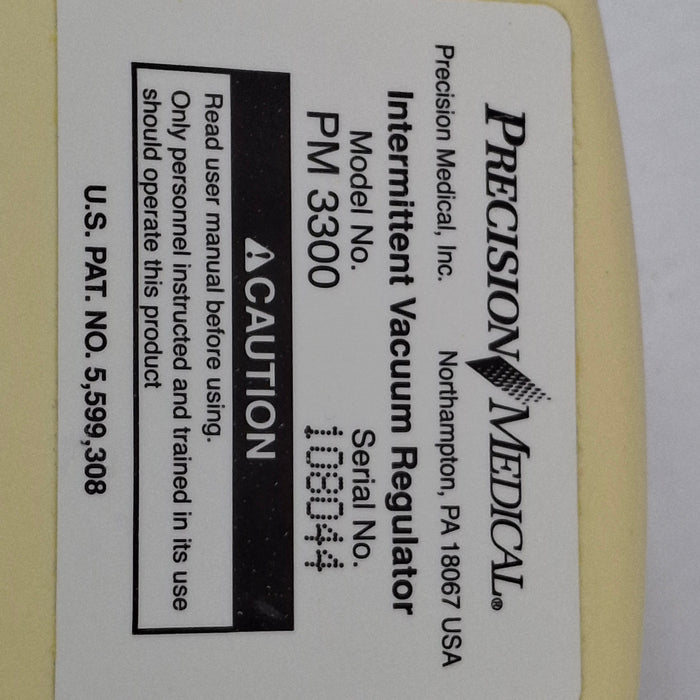 PRECISION MEDICAL®
Precision Medical, Inc. Northampton, PA 18067 USA
Intermittent Vacuum Regulator
Model No. Serial No.
PM 3300 108044
⚠CAUTION
Read user manual before using.
Only personnel instructed and trained in its use
should operate this product
U.S. PAT. NO. 5,599,308